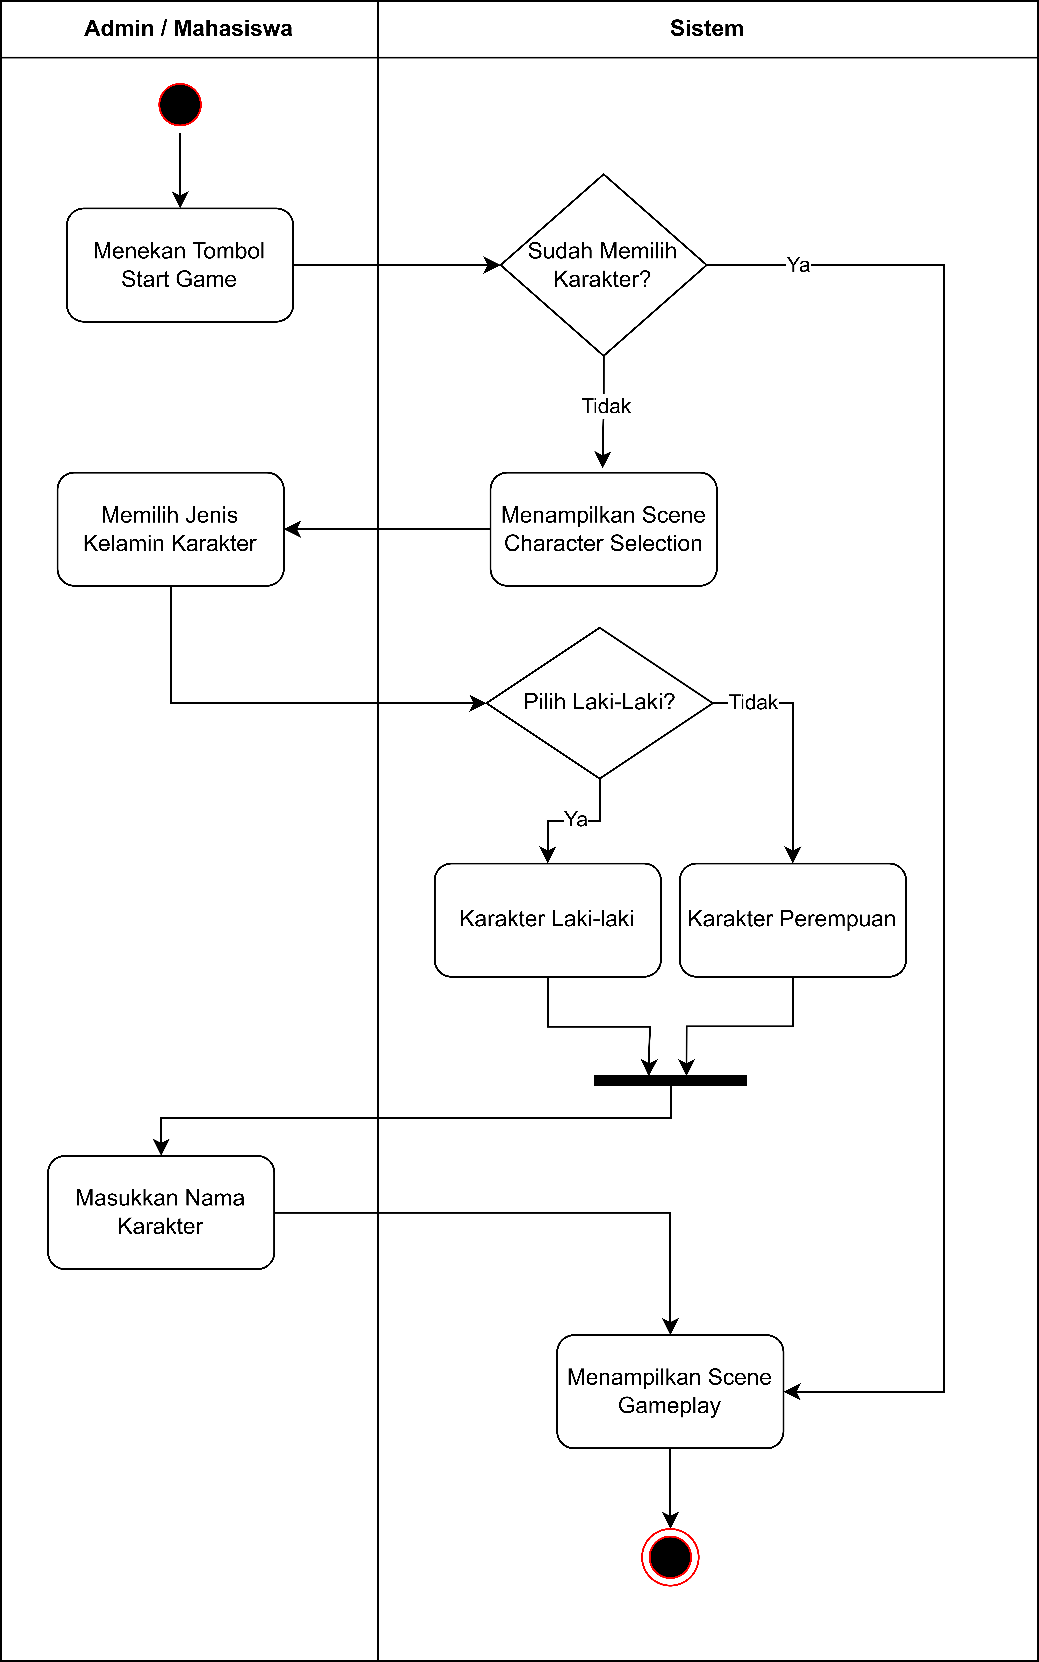 Admin / Mahasiswa
Sistem
Menekan Tombol
Start Game
Sudah Memilih
Karakter?
Ya
Tidak
Memilih Jenis
Kelamin Karakter
Menampilkan Scene
Character Selection
Pilih Laki-Laki?
Tidak
Ya
Karakter Laki-laki
Karakter Perempuan
Masukkan Nama
Karakter
Menampilkan Scene
Gameplay